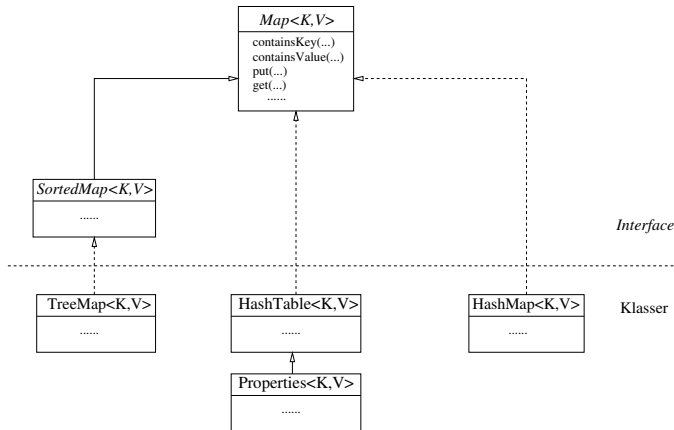 Map<K,V>
containsKey(...)
containsValue(...)
put(...)
get(...)
......
SortedMap<K,V>
......
Interface
TreeMap<K,V>
......
HashTable<K,V>
......
HashMap<K,V>
......
Klasser
Properties<K,V>
......